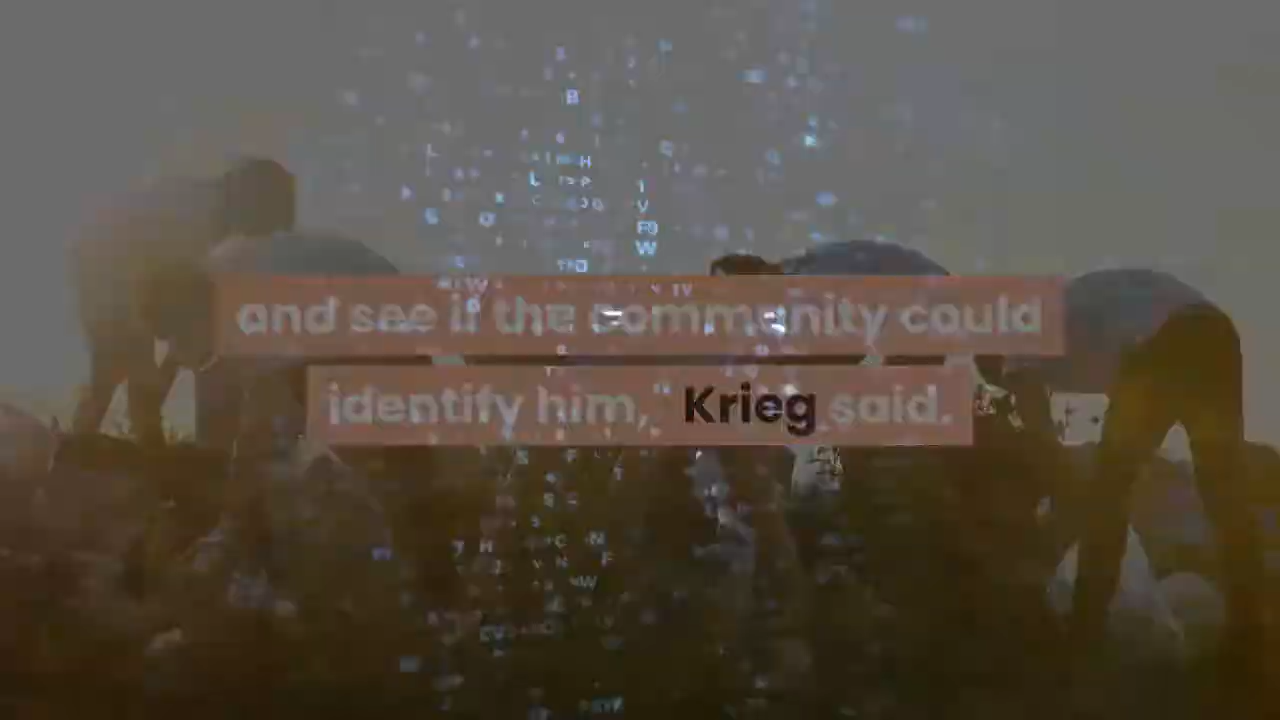 and see if the community could
identify him," Krieg said.